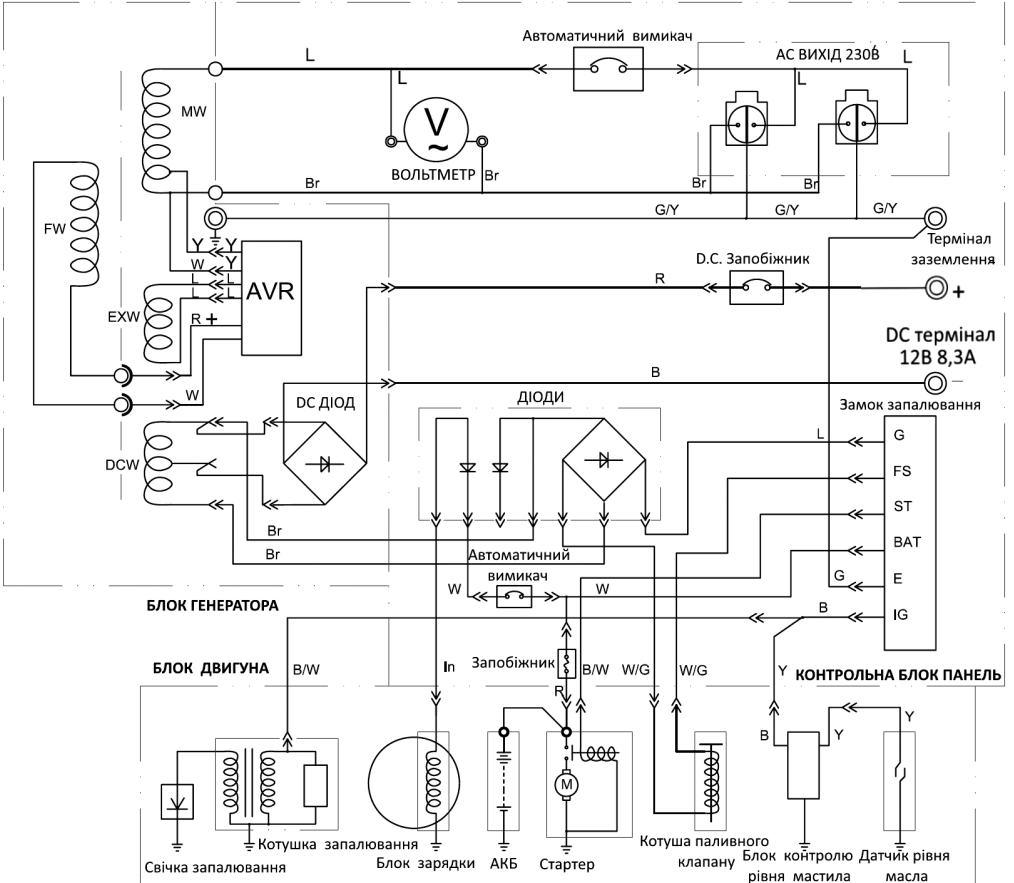 Автоматичний вимикач
L
АС ВИХІД 230В
L
L
L
MW
V
~
ВОЛЬТМЕТР
Br
Br
Br
Br
FW
G/Y
G/Y
G/Y
Термінал
заземлення
Y
Y
W
Y
L
L
L
L
AVR
EXW
R +
W
D.C. Запобіжник
R
+
DC термінал
12В 8,3А
B
–
DC ДІОД
ДІОДИ
Замок запалювання
DCW
L
G
FS
ST
BAT
G
E
B
IG
Br
Br
Автоматичний
вимикач
W
W
БЛОК ГЕНЕРАТОРА
БЛОК ДВИГУНА
B/W
In
Запобіжник
R
B/W
W/G
W/G
Y
КОНТРОЛЬНА БЛОК ПАНЕЛЬ
B
Y
Y
M
Свічка запалювання
Котушка запалювання
Блок зарядки
АКБ
Стартер
Котуша паливного
клапану
Блок контролю
рівня мастила
Датчик рівня
масла